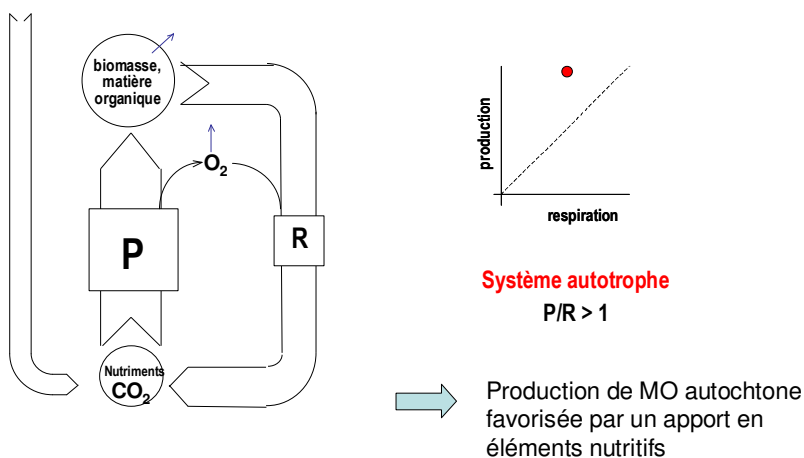 biomasse,
matière
organique
O₂
P
R
Nutriments
CO₂
production
respiration
Système autotrophe
P/R > 1
Production de MO autochtone
favorisée par un apport en
éléments nutritifs